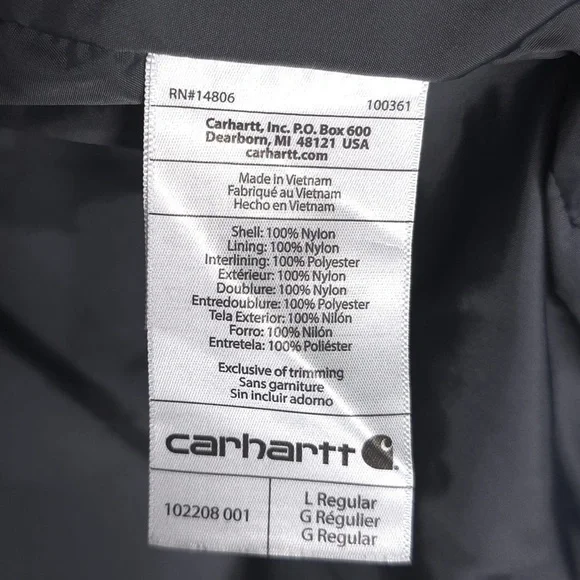 RN#14806 100361
Carhartt, Inc. P.O. Box 600
Dearborn, MI 48121 USA
carhartt.com
Made in Vietnam
Fabriqué au Vietnam
Hecho en Vietnam
Shell: 100% Nylon
Lining: 100% Nylon
Interlining: 100% Polyester
Extérieur: 100% Nylon
Doublure: 100% Nylon
Entredoublure: 100% Polyester
Tela Exterior: 100% Nilón
Forro: 100% Nilón
Entretela: 100% Poliéster
Exclusive of trimming
Sans garniture
Sin incluir adorno
carhartt
102208 001
L Regular
G Régulier
G Regular